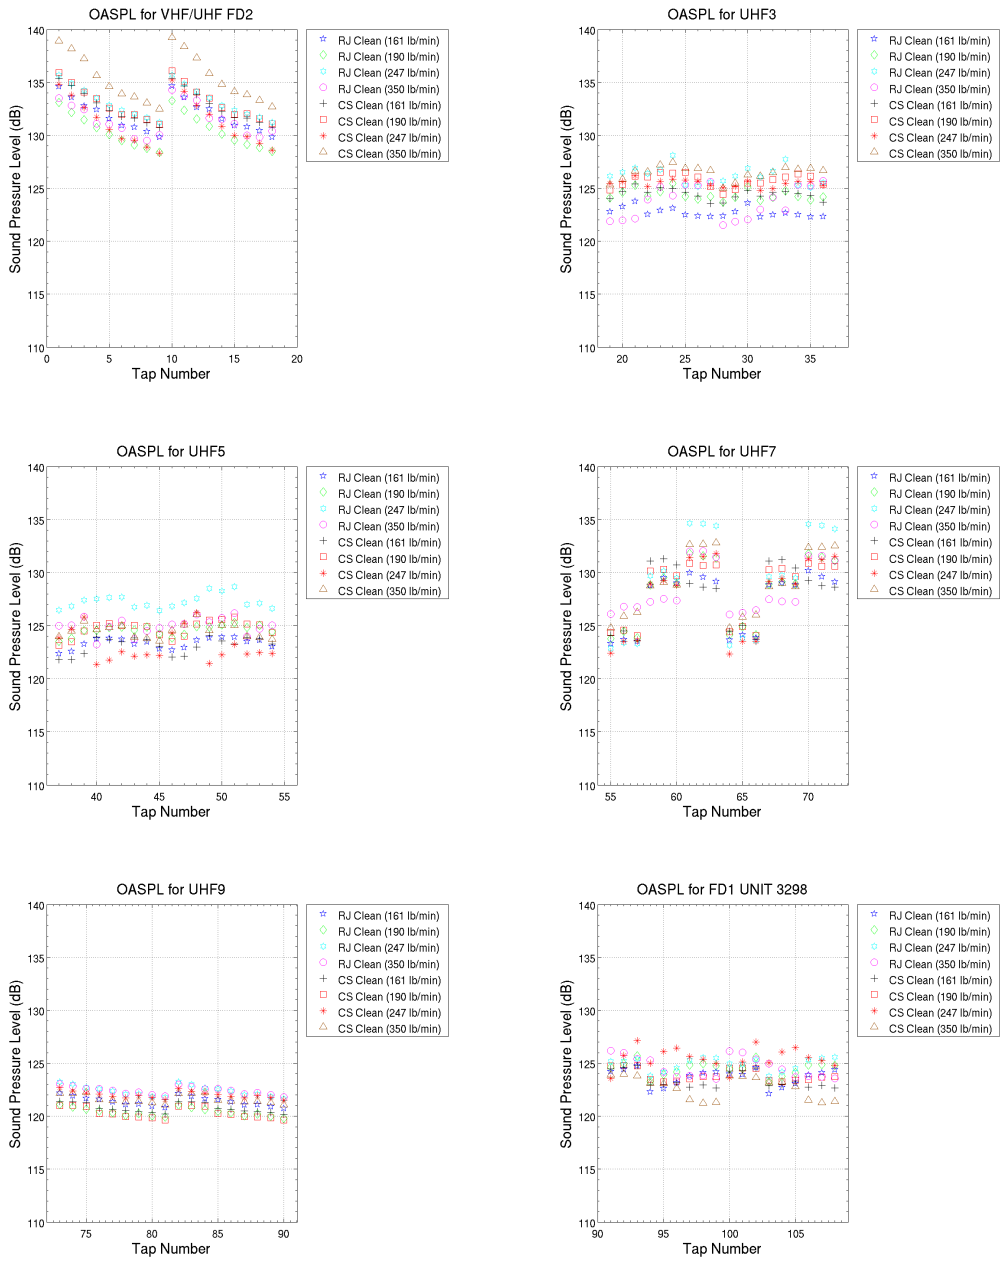 OASPL for VHF/UHF FD2
Sound Pressure Level (dB)
140
135
130
125
120
115
110
0
5
10
15
20
Tap Number
RJ Clean (161 lb/min)
RJ Clean (190 lb/min)
RJ Clean (247 lb/min)
RJ Clean (350 lb/min)
CS Clean (161 lb/min)
CS Clean (190 lb/min)
CS Clean (247 lb/min)
CS Clean (350 lb/min)
OASPL for UHF3
Sound Pressure Level (dB)
140
135
130
125
120
115
110
20
25
30
35
Tap Number
RJ Clean (161 lb/min)
RJ Clean (190 lb/min)
RJ Clean (247 lb/min)
RJ Clean (350 lb/min)
CS Clean (161 lb/min)
CS Clean (190 lb/min)
CS Clean (247 lb/min)
CS Clean (350 lb/min)
OASPL for UHF5
Sound Pressure Level (dB)
140
135
130
125
120
115
110
40
45
50
55
Tap Number
RJ Clean (161 lb/min)
RJ Clean (190 lb/min)
RJ Clean (247 lb/min)
RJ Clean (350 lb/min)
CS Clean (161 lb/min)
CS Clean (190 lb/min)
CS Clean (247 lb/min)
CS Clean (350 lb/min)
OASPL for UHF7
Sound Pressure Level (dB)
140
135
130
125
120
115
110
55
60
65
70
Tap Number
RJ Clean (161 lb/min)
RJ Clean (190 lb/min)
RJ Clean (247 lb/min)
RJ Clean (350 lb/min)
CS Clean (161 lb/min)
CS Clean (190 lb/min)
CS Clean (247 lb/min)
CS Clean (350 lb/min)
OASPL for UHF9
Sound Pressure Level (dB)
140
135
130
125
120
115
110
75
80
85
90
Tap Number
RJ Clean (161 lb/min)
RJ Clean (190 lb/min)
RJ Clean (247 lb/min)
RJ Clean (350 lb/min)
CS Clean (161 lb/min)
CS Clean (190 lb/min)
CS Clean (247 lb/min)
CS Clean (350 lb/min)
OASPL for FD1 UNIT 3298
Sound Pressure Level (dB)
140
135
130
125
120
115
110
90
95
100
105
Tap Number
RJ Clean (161 lb/min)
RJ Clean (190 lb/min)
RJ Clean (247 lb/min)
RJ Clean (350 lb/min)
CS Clean (161 lb/min)
CS Clean (190 lb/min)
CS Clean (247 lb/min)
CS Clean (350 lb/min)